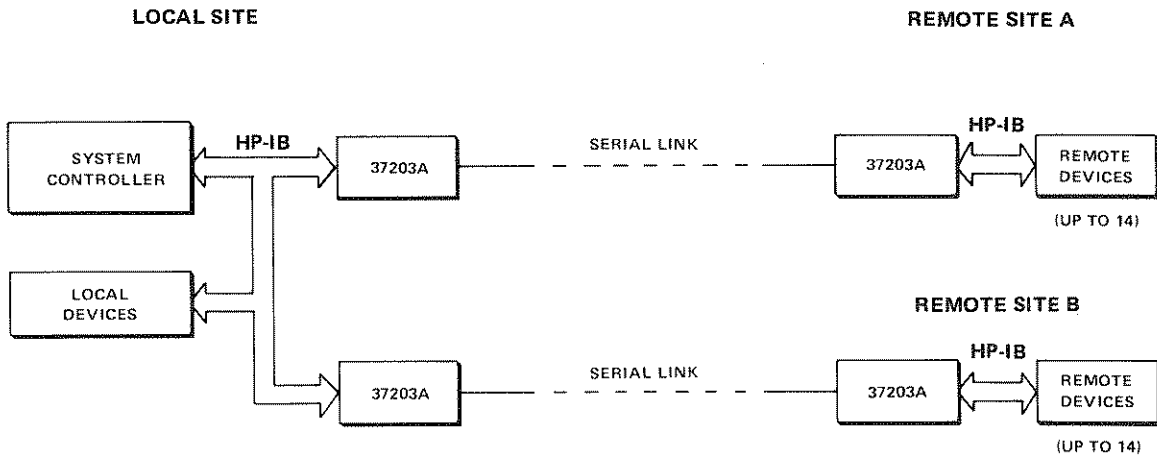 LOCAL SITE
REMOTE SITE A
SYSTEM
CONTROLLER
HP-IB
37203A
SERIAL LINK
37203A
HP-IB
REMOTE
DEVICES
(UP TO 14)
LOCAL
DEVICES
REMOTE SITE B
37203A
SERIAL LINK
37203A
HP-IB
REMOTE
DEVICES
(UP TO 14)